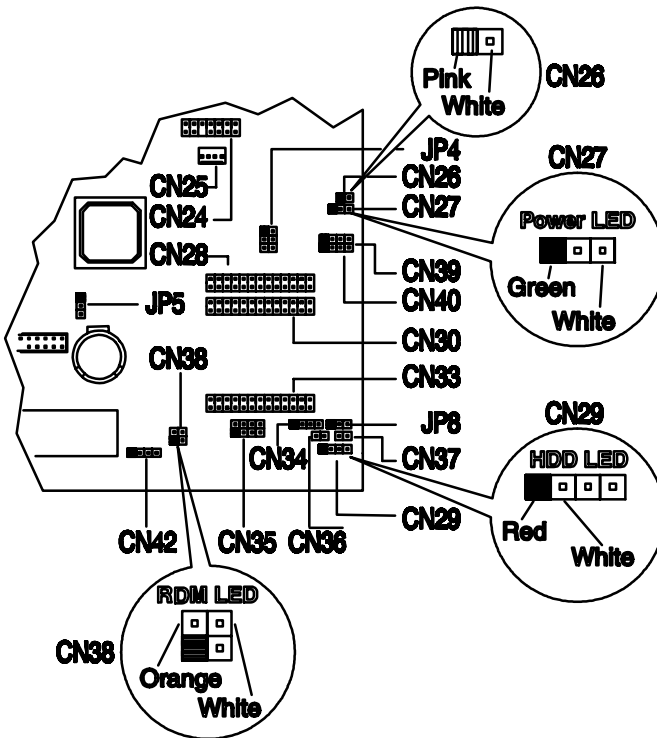 Pink
White
CN26
JP4
CN26
CN27
CN27
Power LED
Green
White
CN25
CN24
CN28
CN39
CN40
JP5
CN30
CN38
CN33
JP8
CN34
CN37
CN29
HDD LED
Red
White
CN29
CN42
CN35
CN36
RDM LED
CN38
Orange
White